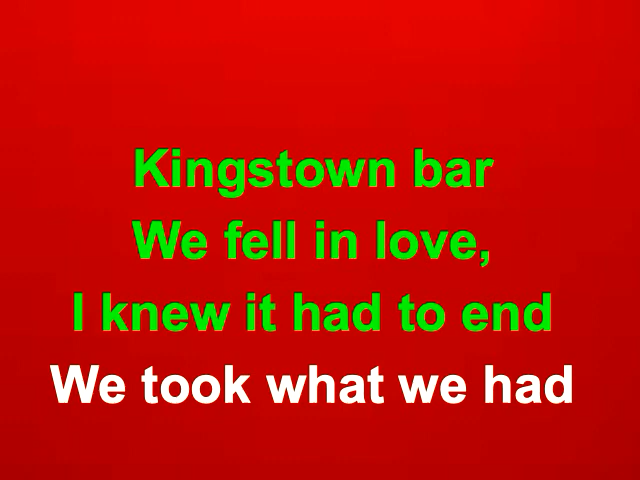 Kingstown bar
We fell in love,
I knew it had to end
We took what we had